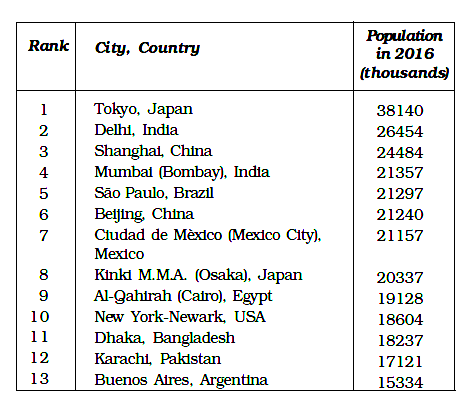 Rank City, Country Population
in 2016
(thousands)
1 Tokyo, Japan 38140
2 Delhi, India 26454
3 Shanghai, China 24484
4 Mumbai (Bombay), India 21357
5 São Paulo, Brazil 21297
6 Beijing, China 21240
7 Ciudad de Mèxico (Mexico City), 21157
Mexico
8 Kinki M.M.A. (Osaka), Japan 20337
9 Al-Qahirah (Cairo), Egypt 19128
10 New York-Newark, USA 18604
11 Dhaka, Bangladesh 18237
12 Karachi, Pakistan 17121
13 Buenos Aires, Argentina 15334